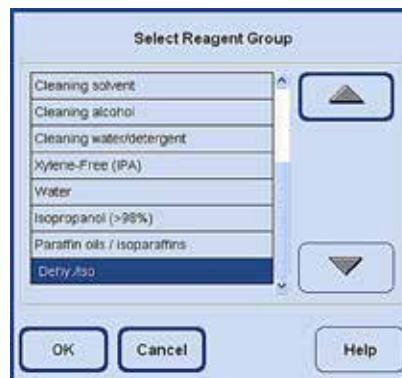 Select Reagent Group
Cleaning solvent
Cleaning alcohol
Cleaning water/detergent
Xylene-Free (IPA)
Water
Isopropanol (>98%)
Paraffin oils / isoparaffins
Dehy./Iso
OK
Cancel
Help